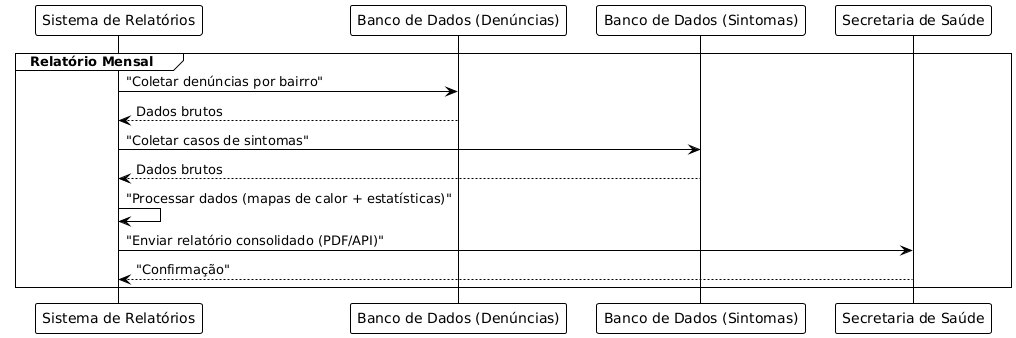 Sistema de Relatórios
Banco de Dados (Denúncias)
Banco de Dados (Sintomas)
Secretaria de Saúde
Relatório Mensal
"Coletar denúncias por bairro"
Dados brutos
"Coletar casos de sintomas"
Dados brutos
"Processar dados (mapas de calor + estatísticas)"
"Enviar relatório consolidado (PDF/API)"
"Confirmação"
Sistema de Relatórios
Banco de Dados (Denúncias)
Banco de Dados (Sintomas)
Secretaria de Saúde